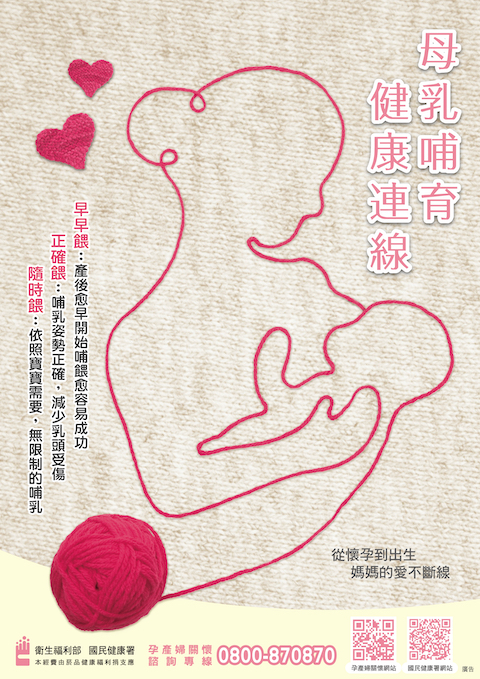 母乳哺育
健康連線
早早餵：產後愈早開始哺餵愈容易成功
正確餵：哺乳姿勢正確，減少乳頭受傷
隨時餵：依照寶寶需要，無限制的哺乳
從懷孕到出生
媽媽的愛不斷線
衛生福利部 國民健康署
本經費由菸品健康福利捐支應
孕產婦關懷
諮詢專線
0800-870870
孕產婦關懷網站
國民健康署網站
廣告